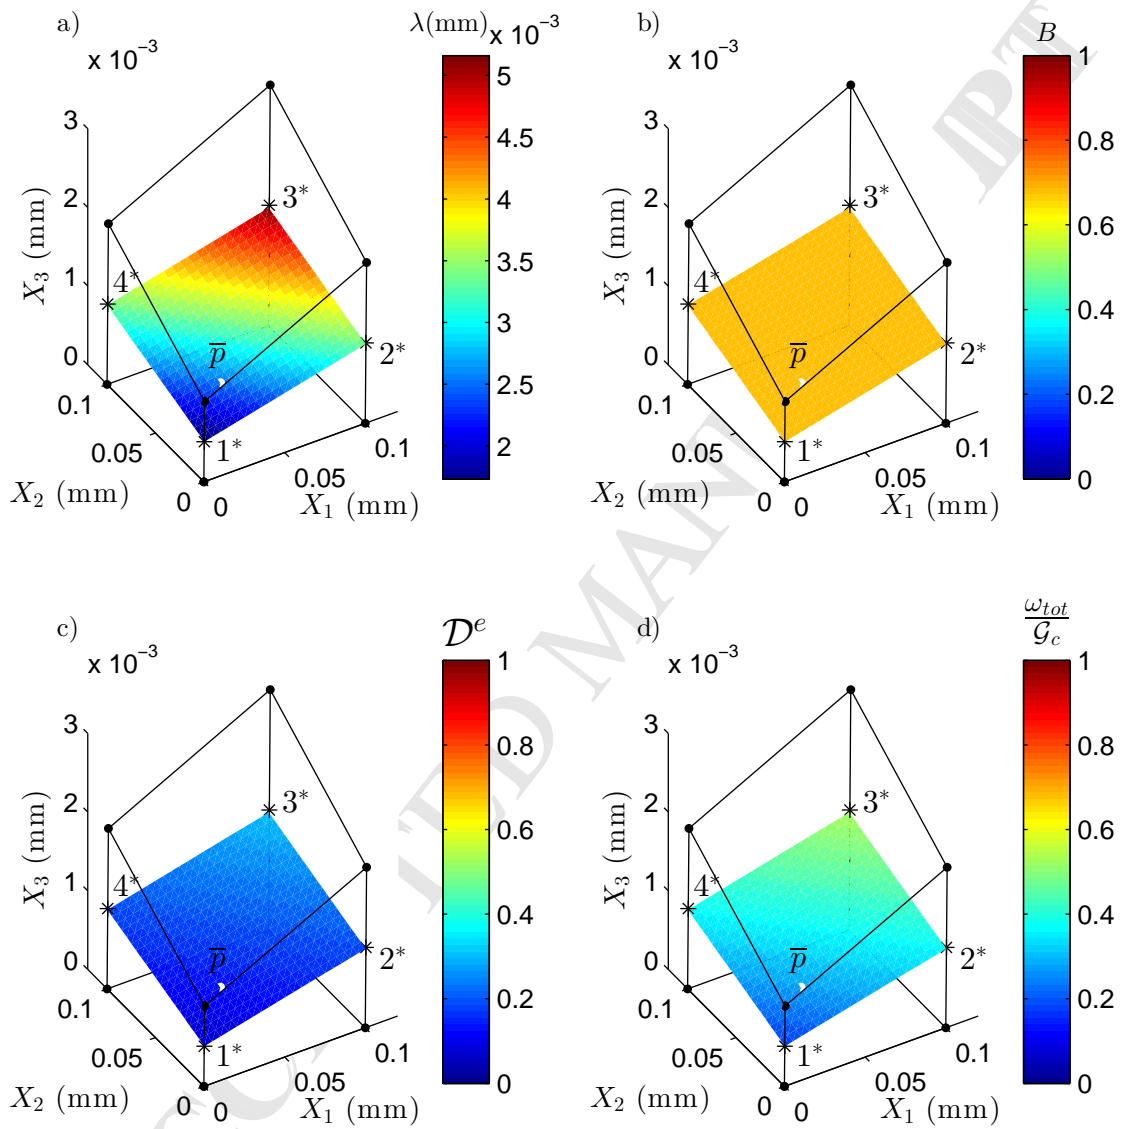 a)
λ(mm)
x 10⁻³
x 10⁻³
3
2
1
0
X₃ (mm)
0.1
0.05
0
X₂ (mm)
0
0.05
0.1
X₁ (mm)
1*
2*
3*
4*
p̅
5
4.5
4
3.5
3
2.5
2
b)
B
x 10⁻³
3
2
1
0
X₃ (mm)
0.1
0.05
0
X₂ (mm)
0
0.05
0.1
X₁ (mm)
1*
2*
3*
4*
p̅
1
0.8
0.6
0.4
0.2
0
c)
𝒟ᵉ
x 10⁻³
3
2
1
0
X₃ (mm)
0.1
0.05
0
X₂ (mm)
0
0.05
0.1
X₁ (mm)
1*
2*
3*
4*
p̅
1
0.8
0.6
0.4
0.2
0
d)
ω_tot
𝒢_c
x 10⁻³
3
2
1
0
X₃ (mm)
0.1
0.05
0
X₂ (mm)
0
0.05
0.1
X₁ (mm)
1*
2*
3*
4*
p̅
1
0.8
0.6
0.4
0.2
0